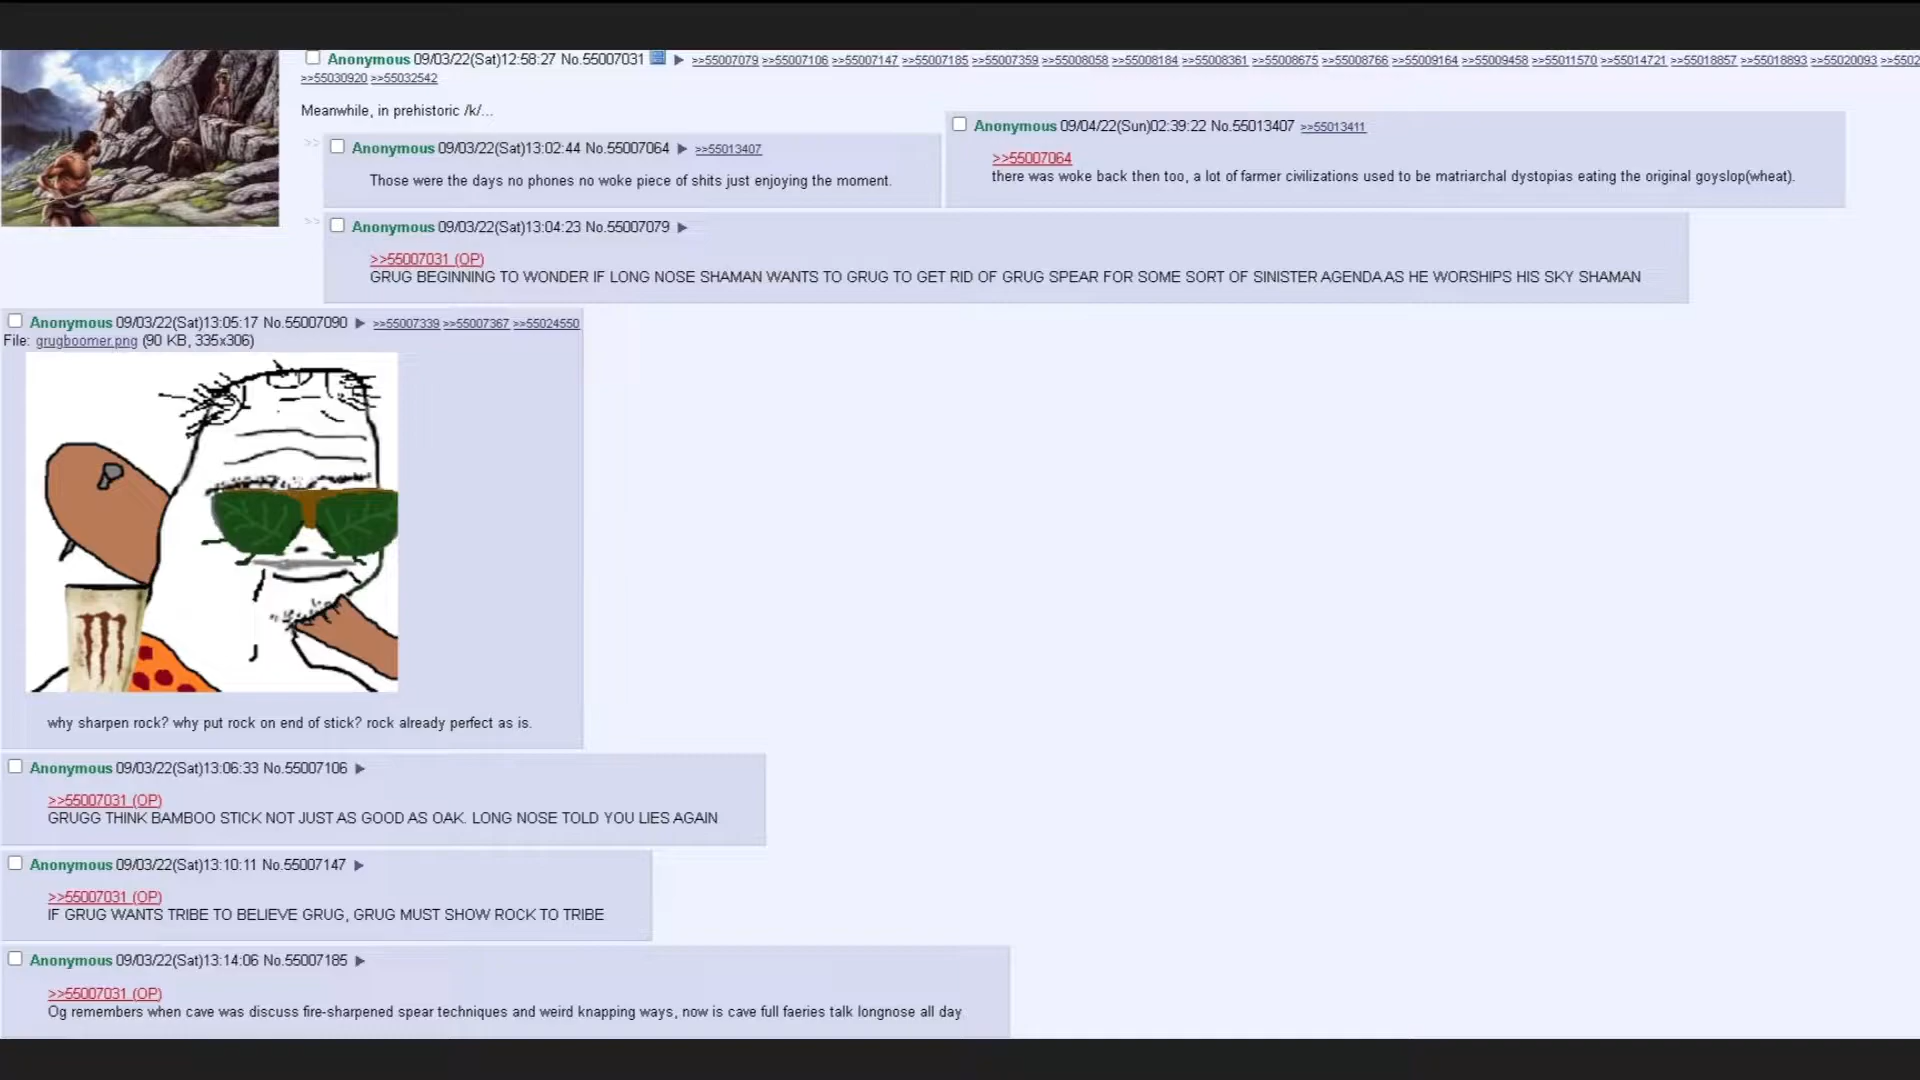 Anonymous 09/03/22(Sat)12:58:27 No.55007031 ▶ >>55007079 >>55007106 >>55007147 >>55007185 >>55007359 >>55008058 >>55008184 >>55008361 >>55008675 >>55008766 >>55009164 >>55009458 >>55011570 >>55014721 >>55018857 >>55018893 >>55020093 >>5502
>>55030920 >>55032542
Meanwhile, in prehistoric /k/...
>> Anonymous 09/03/22(Sat)13:02:44 No.55007064 ▶ >>55013407
Those were the days no phones no woke piece of shits just enjoying the moment.
Anonymous 09/04/22(Sun)02:39:22 No.55013407 >>55013411
>>55007064
there was woke back then too, a lot of farmer civilizations used to be matriarchal dystopias eating the original goyslop(wheat).
>> Anonymous 09/03/22(Sat)13:04:23 No.55007079 ▶
>>55007031 (OP)
GRUG BEGINNING TO WONDER IF LONG NOSE SHAMAN WANTS TO GRUG TO GET RID OF GRUG SPEAR FOR SOME SORT OF SINISTER AGENDA AS HE WORSHIPS HIS SKY SHAMAN
Anonymous 09/03/22(Sat)13:05:17 No.55007090 ▶ >>55007339 >>55007367 >>55024550
File: grugboomer.png (90 KB, 335x306)
why sharpen rock? why put rock on end of stick? rock already perfect as is.
Anonymous 09/03/22(Sat)13:06:33 No.55007106 ▶
>>55007031 (OP)
GRUGG THINK BAMBOO STICK NOT JUST AS GOOD AS OAK. LONG NOSE TOLD YOU LIES AGAIN
Anonymous 09/03/22(Sat)13:10:11 No.55007147 ▶
>>55007031 (OP)
IF GRUG WANTS TRIBE TO BELIEVE GRUG, GRUG MUST SHOW ROCK TO TRIBE
Anonymous 09/03/22(Sat)13:14:06 No.55007185 ▶
>>55007031 (OP)
Og remembers when cave was discuss fire-sharpened spear techniques and weird knapping ways, now is cave full faeries talk longnose all day